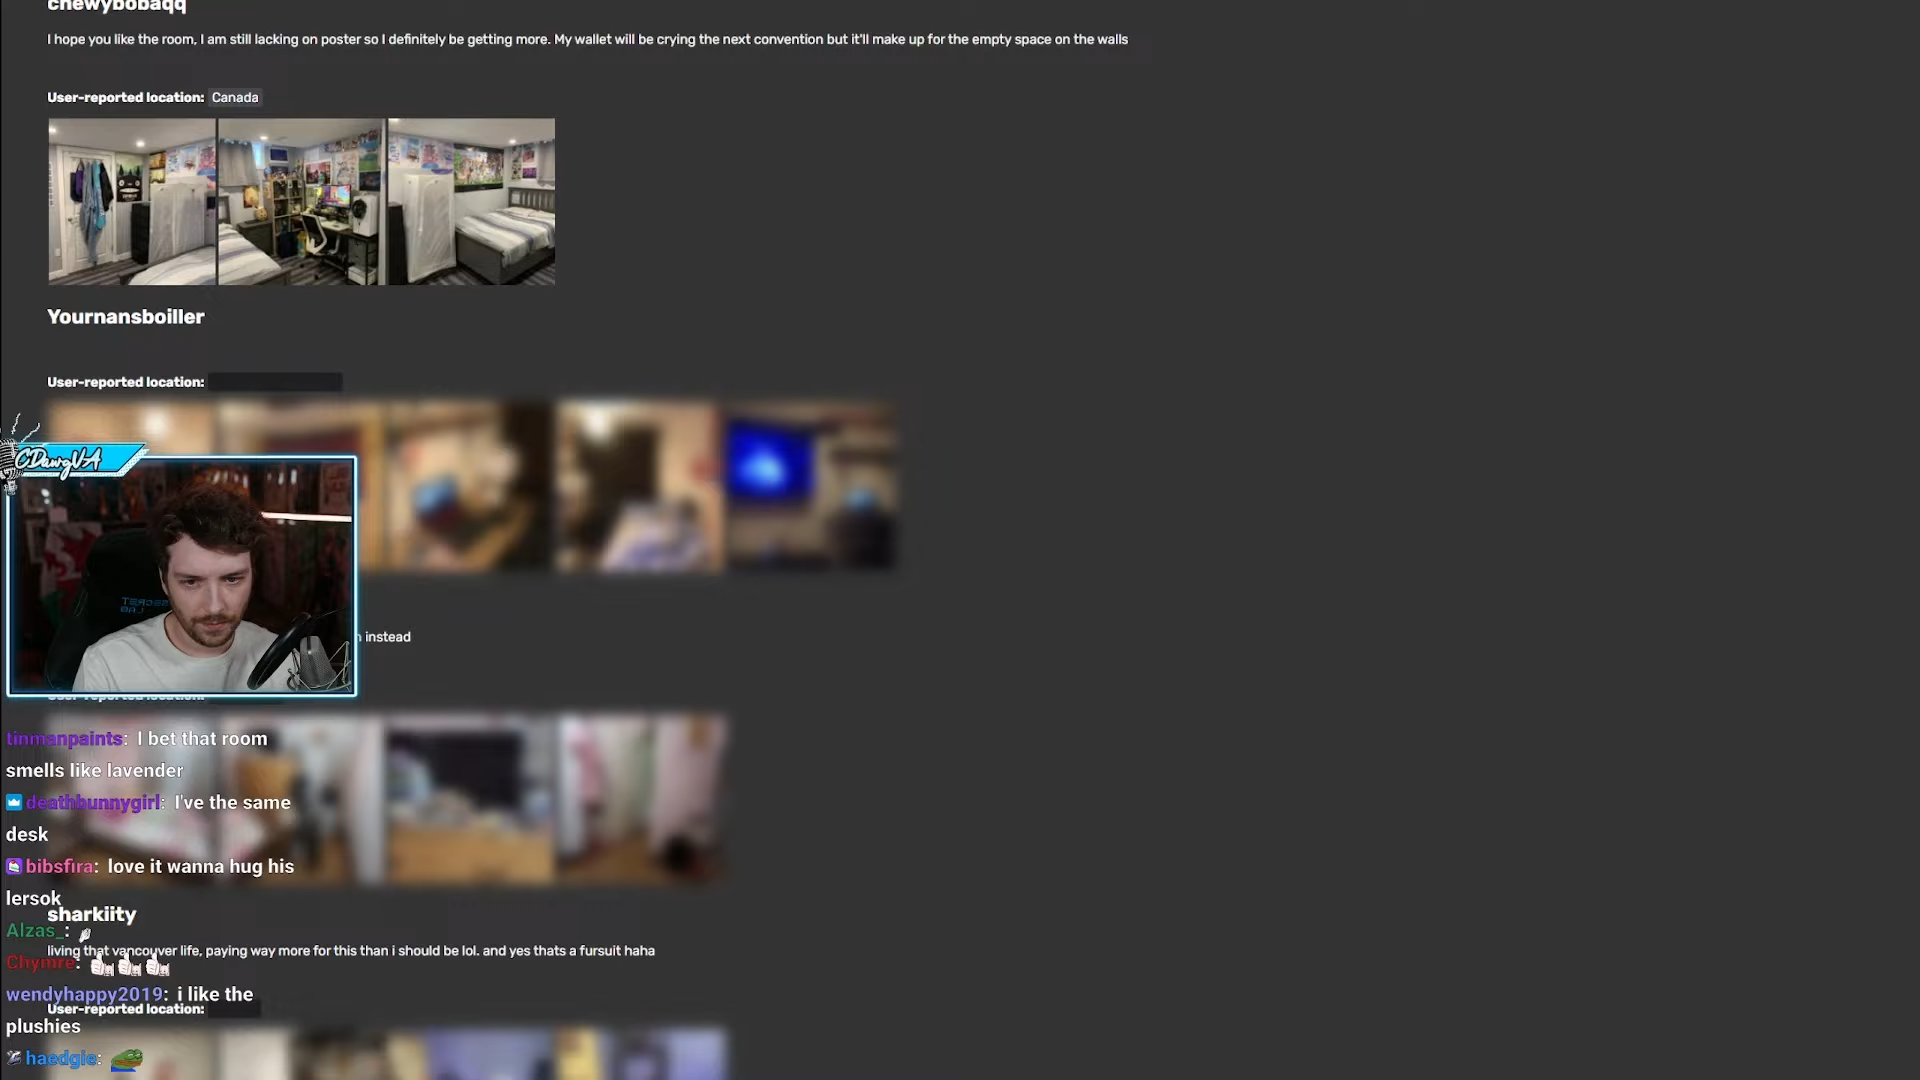 chewybobaqq
I hope you like the room, I am still lacking on poster so I definitely be getting more. My wallet will be crying the next convention but it'll make up for the empty space on the walls
User-reported location: Canada
Yournansboiller
User-reported location:
CDawgVA
instead
User-reported location:
tinmanpaints: I bet that room
smells like lavender
deathbunnygirl: I've the same
desk
bibsfira: love it wanna hug his
lersok
sharkiity
Alzas_:
living that vancouver life, paying way more for this than i should be lol. and yes thats a fursuit haha
Chymre:
wendyhappy2019: i like the
User-reported location:
plushies
haedgie: